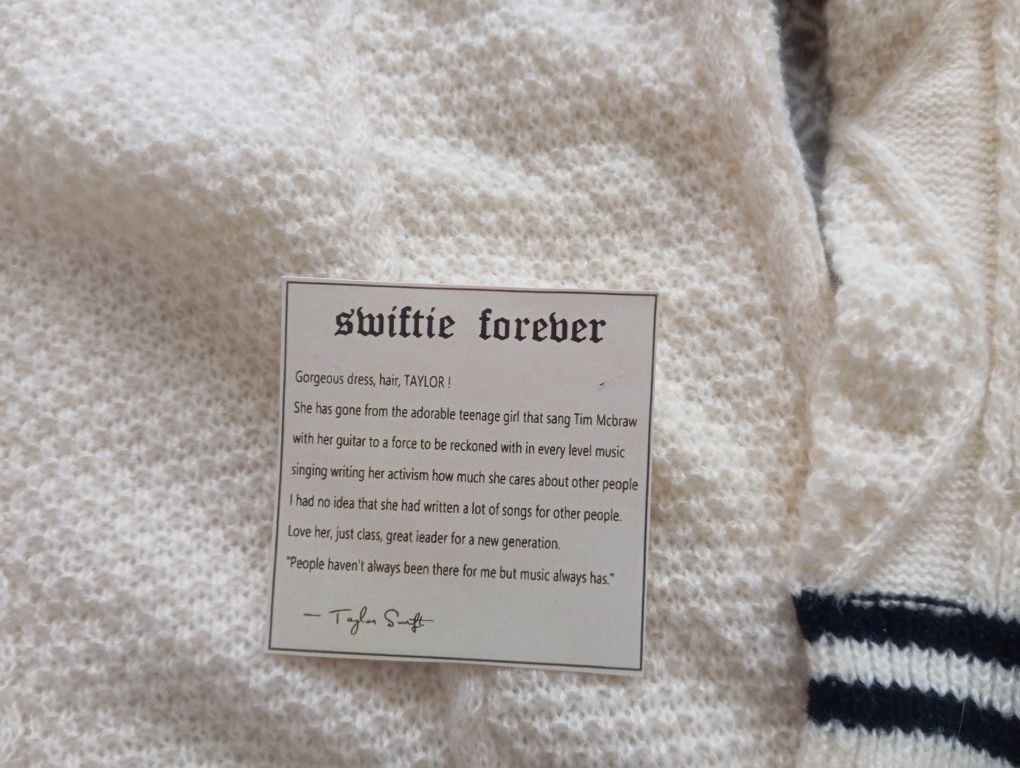 swiftie forever
Gorgeous dress, hair, TAYLOR !
She has gone from the adorable teenage girl that sang Tim Mcbraw
with her guitar to a force to be reckoned with in every level music
singing writing her activism how much she cares about other people
I had no idea that she had written a lot of songs for other people.
Love her, just class, great ieader for a new generation.
"People haven't always been there for me but music always has."
— Taylor Swift